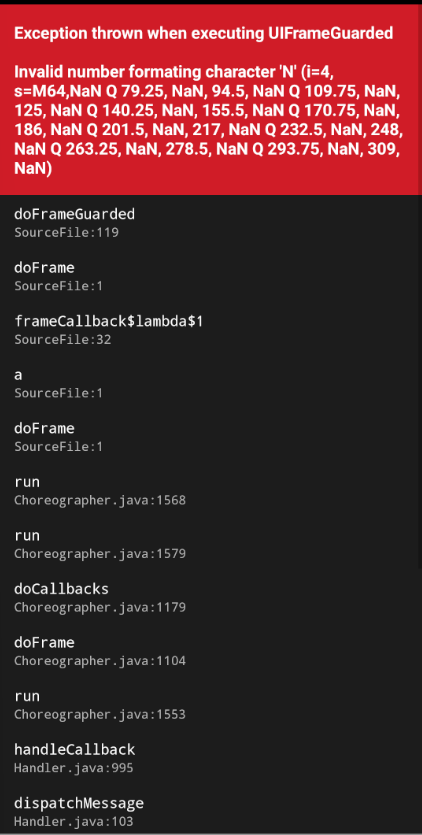 Exception thrown when executing UIFrameGuarded
Invalid number formating character 'N' (i=4,
s=M64,NaN Q 79.25, NaN, 94.5, NaN Q 109.75, NaN,
125, NaN Q 140.25, NaN, 155.5, NaN Q 170.75, NaN,
186, NaN Q 201.5, NaN, 217, NaN Q 232.5, NaN, 248,
NaN Q 263.25, NaN, 278.5, NaN Q 293.75, NaN, 309,
NaN)
doFrameGuarded
SourceFile:119
doFrame
SourceFile:1
frameCallback$lambda$1
SourceFile:32
a
SourceFile:1
doFrame
SourceFile:1
run
Choreographer.java:1568
run
Choreographer.java:1579
doCallbacks
Choreographer.java:1179
doFrame
Choreographer.java:1104
run
Choreographer.java:1553
handleCallback
Handler.java:995
dispatchMessage
Handler.java:103